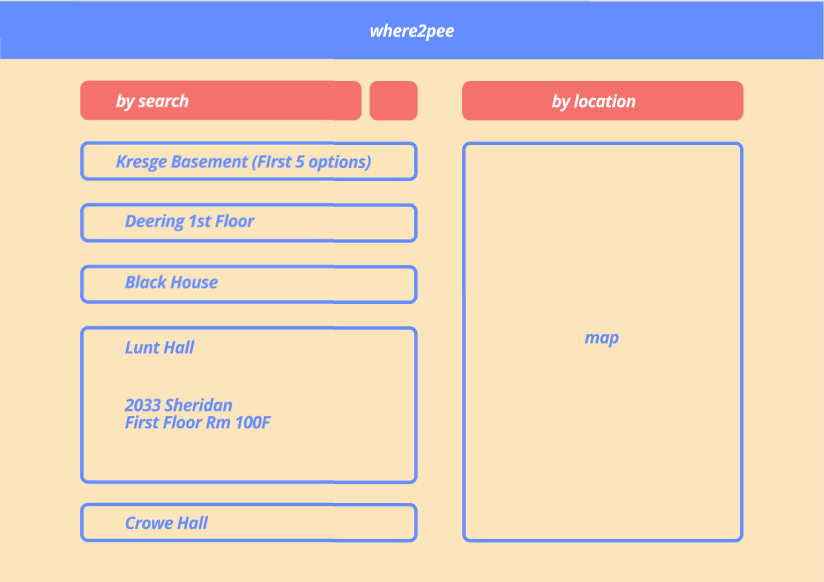 where2pee
by search
by location
Kresge Basement (FIrst 5 options)
Deering 1st Floor
Black House
Lunt Hall
2033 Sheridan
First Floor Rm 100F
Crowe Hall
map